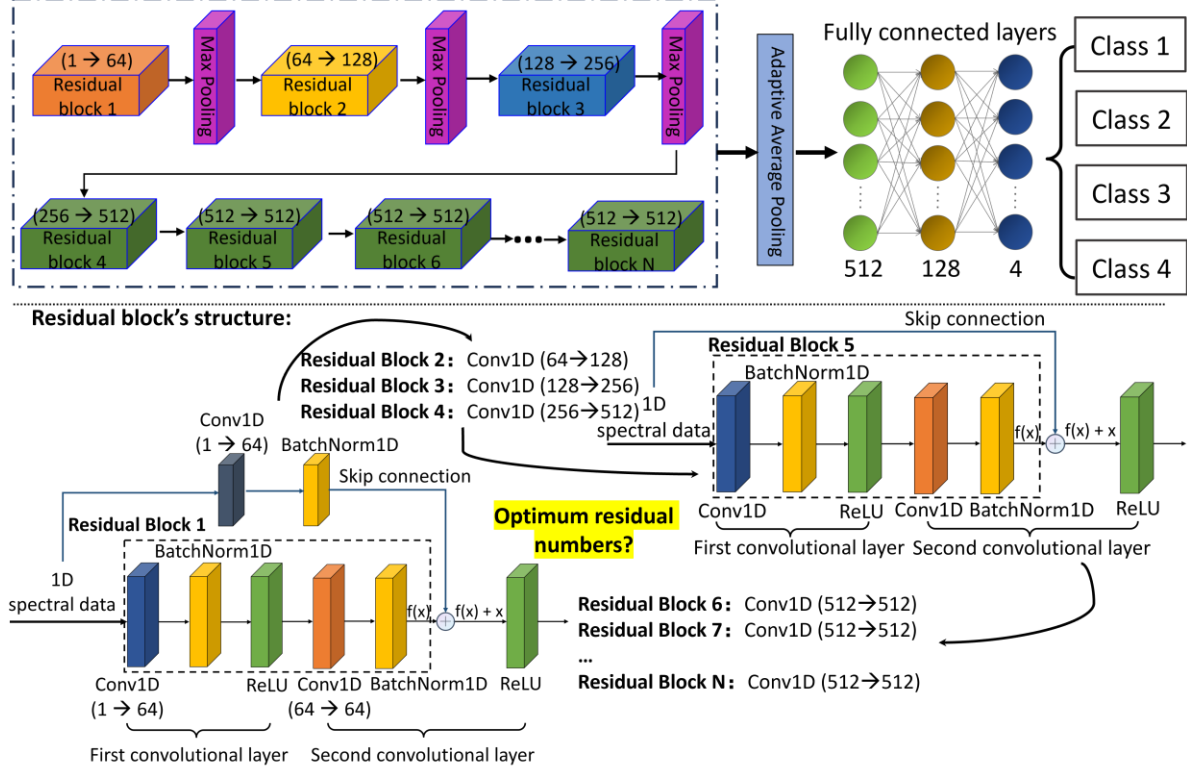 (1 → 64)
Residual
block 1
Max Pooling
(64 → 128)
Residual
block 2
Max Pooling
(128 → 256)
Residual
block 3
Max Pooling
(256 → 512)
Residual
block 4
(512 → 512)
Residual
block 5
(512 → 512)
Residual
block 6
(512 → 512)
Residual
block N
Adaptive Average Pooling
Fully connected layers
512
128
4
Class 1
Class 2
Class 3
Class 4
Residual block's structure:
Residual Block 2: Conv1D (64→128)
Residual Block 3: Conv1D (128→256)
Residual Block 4: Conv1D (256→512)
Conv1D
(1 → 64)
BatchNorm1D
Skip connection
Residual Block 1
BatchNorm1D
1D
spectral data
f(x)
f(x) + x
Conv1D
(1 → 64)
ReLU
Conv1D
(64 → 64)
BatchNorm1D
ReLU
First convolutional layer
Second convolutional layer
Optimum residual
numbers?
Skip connection
Residual Block 5
BatchNorm1D
1D
spectral data
f(x)
f(x) + x
Conv1D
ReLU
Conv1D
BatchNorm1D
ReLU
First convolutional layer
Second convolutional layer
Residual Block 6: Conv1D (512→512)
Residual Block 7: Conv1D (512→512)
...
Residual Block N: Conv1D (512→512)